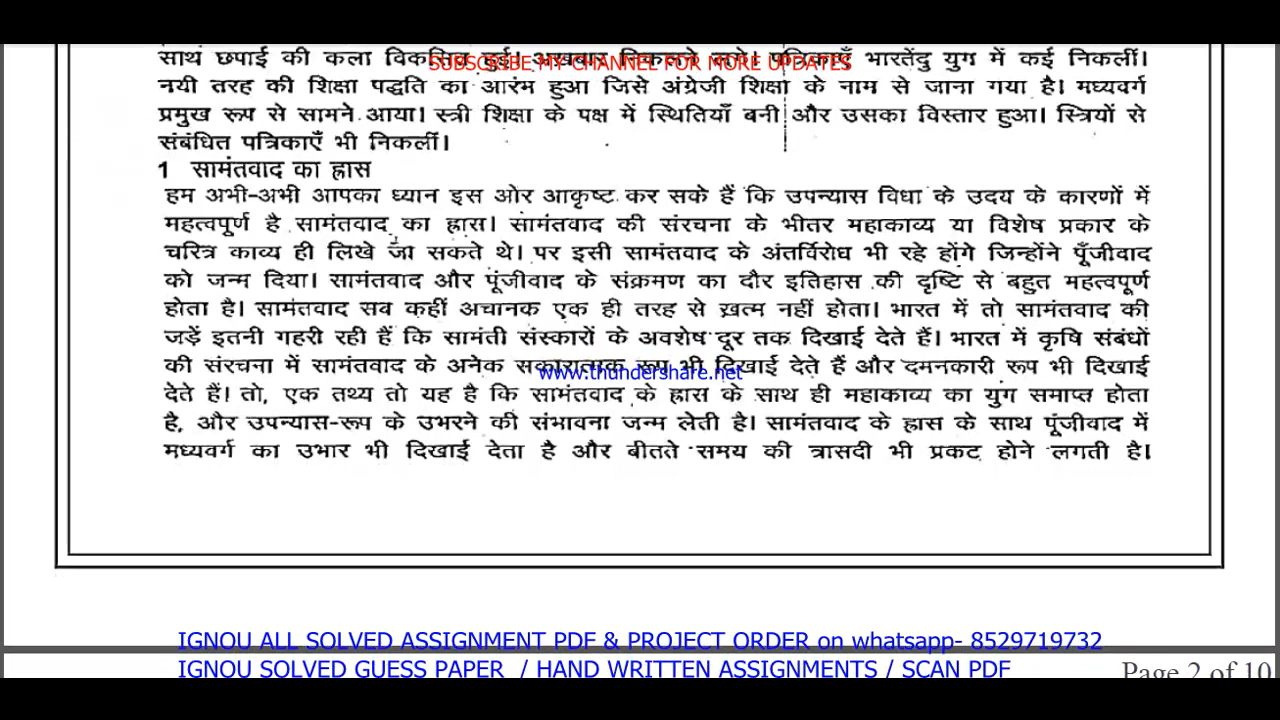 साथ छपाई की कला विकसित हुई। अखबार निकलने लगे। पत्रिकाएँ भारतेंदु युग में कई निकलीं।
SUBSCRIBE MY CHANNEL FOR MORE UPDATES
नयी तरह की शिक्षा पद्धति का आरंभ हुआ जिसे अंग्रेजी शिक्षा के नाम से जाना गया है। मध्यवर्ग
प्रमुख रूप से सामने आया। स्त्री शिक्षा के पक्ष में स्थितियाँ बनी और उसका विस्तार हुआ। स्त्रियों से
संबंधित पत्रिकाएँ भी निकलीं।
1 सामंतवाद का ह्रास
हम अभी-अभी आपका ध्यान इस ओर आकृष्ट कर सके हैं कि उपन्यास विधा के उदय के कारणों में
महत्वपूर्ण है सामंतवाद का ह्रास। सामंतवाद की संरचना के भीतर महाकाव्य या विशेष प्रकार के
चरित्र काव्य ही लिखे जा सकते थे। पर इसी सामंतवाद के अंतर्विरोध भी रहे होंगे जिन्होंने पूँजीवाद
को जन्म दिया। सामंतवाद और पूंजीवाद के संक्रमण का दौर इतिहास की दृष्टि से बहुत महत्वपूर्ण
होता है। सामंतवाद सब कहीं अचानक एक ही तरह से ख़त्म नहीं होता। भारत में तो सामंतवाद की
जड़ें इतनी गहरी रही हैं कि सामंती संस्कारों के अवशेष दूर तक दिखाई देते हैं। भारत में कृषि संबंधों
की संरचना में सामंतवाद के अनेक सकारात्मक रूप भी दिखाई देते हैं और दमनकारी रूप भी दिखाई
www.thundershare.net
देते हैं। तो, एक तथ्य तो यह है कि सामंतवाद के ह्रास के साथ ही महाकाव्य का युग समाप्त होता
है, और उपन्यास-रूप के उभरने की संभावना जन्म लेती है। सामंतवाद के ह्रास के साथ पूंजीवाद में
मध्यवर्ग का उभार भी दिखाई देता है और बीतते समय की त्रासदी भी प्रकट होने लगती है।
IGNOU ALL SOLVED ASSIGNMENT PDF & PROJECT ORDER on whatsapp- 8529719732
IGNOU SOLVED GUESS PAPER / HAND WRITTEN ASSIGNMENTS / SCAN PDF
Page 2 of 10